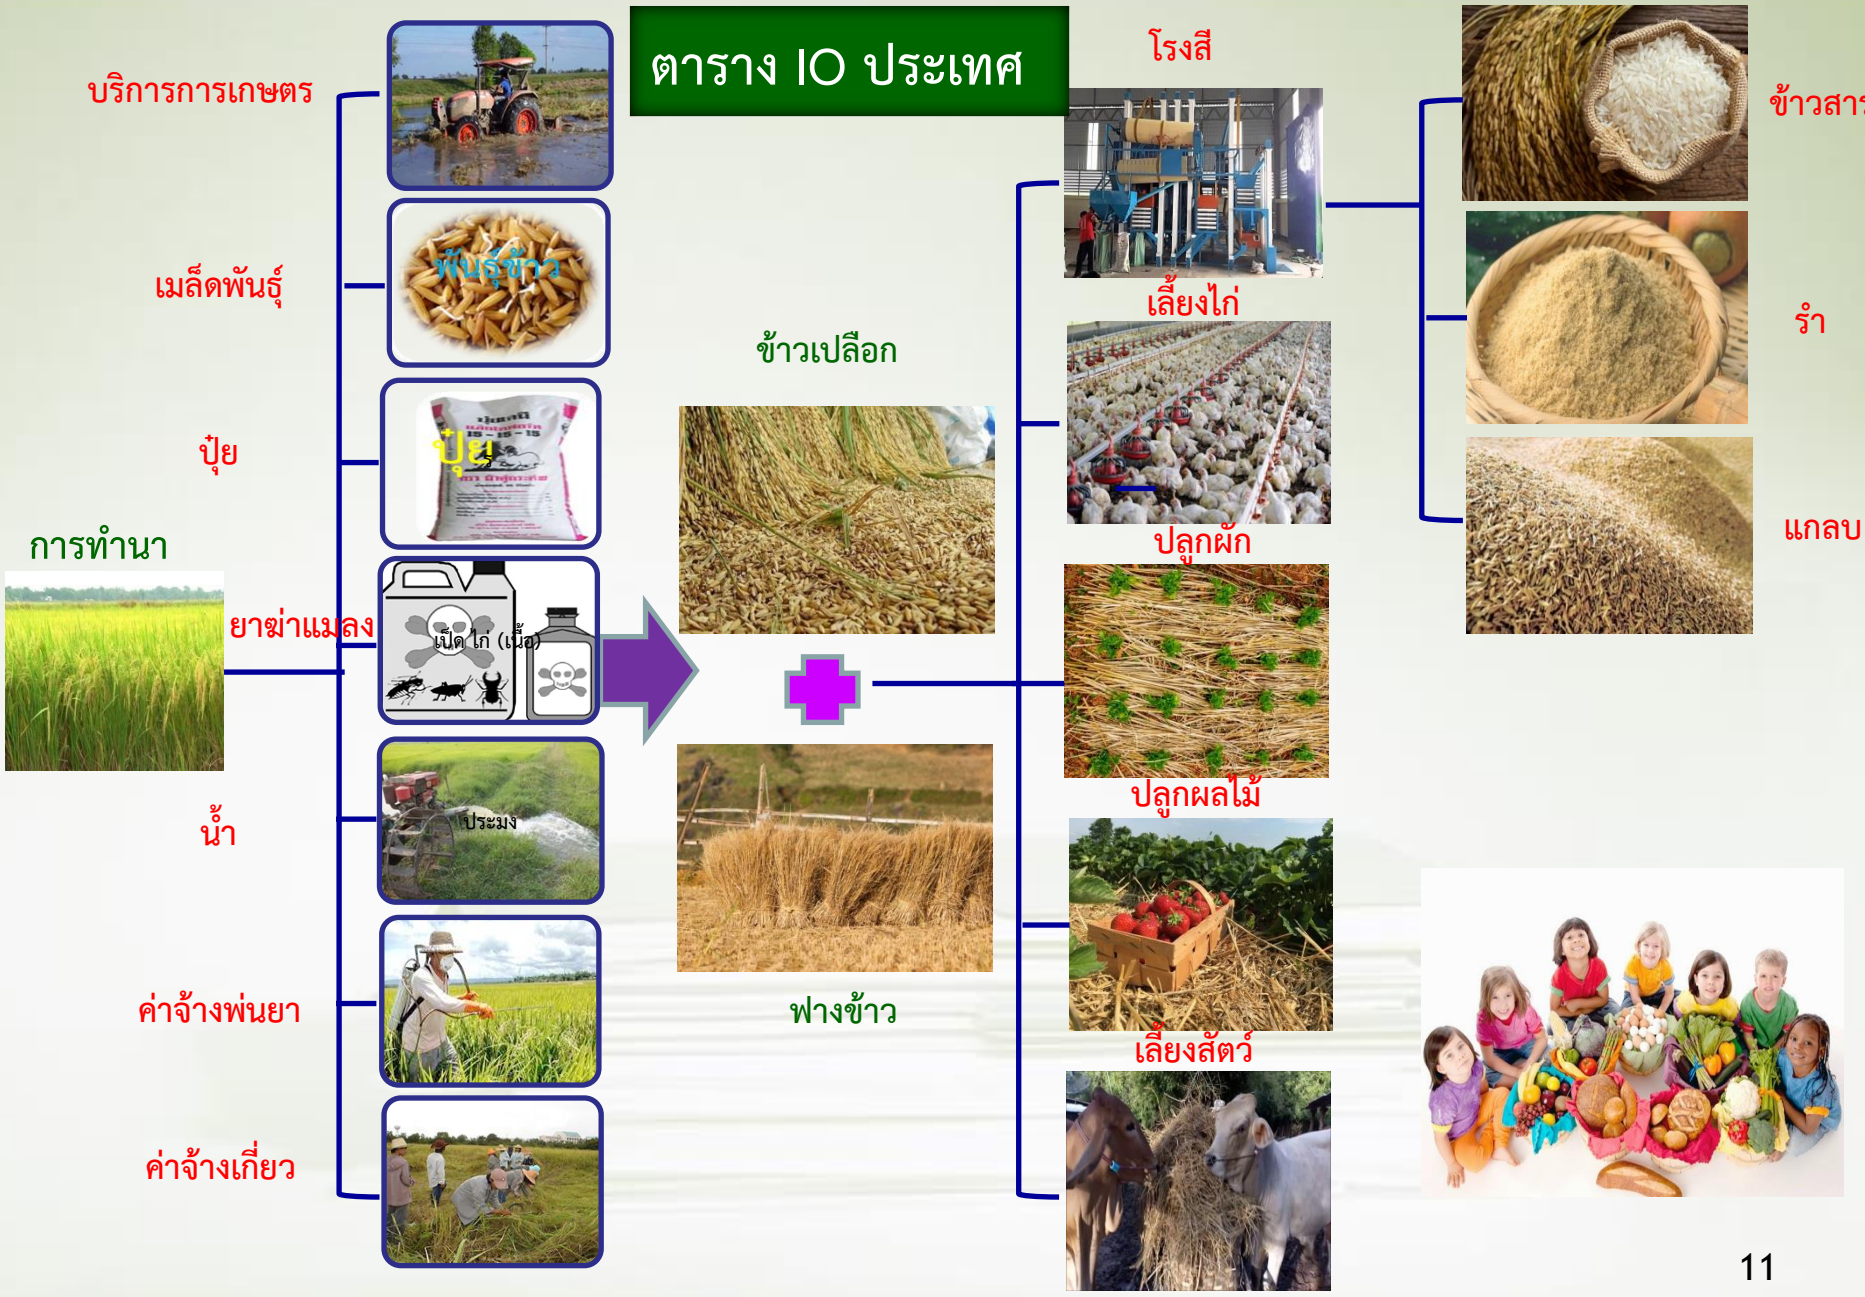 ตาราง IO ประเทศ
การทำนา
บริการการเกษตร
เมล็ดพันธุ์
พันธุ์ข้าว
ปุ๋ย
15-15-15
ปุ๋ย
ยาฆ่าแมลง
เป็ด ไก่ (เนื้อ)
น้ำ
ประมง
ค่าจ้างพ่นยา
ค่าจ้างเกี่ยว
ข้าวเปลือก
ฟางข้าว
โรงสี
เลี้ยงไก่
ปลูกผัก
ปลูกผลไม้
เลี้ยงสัตว์
ข้าวสาร
รำ
แกลบ
11